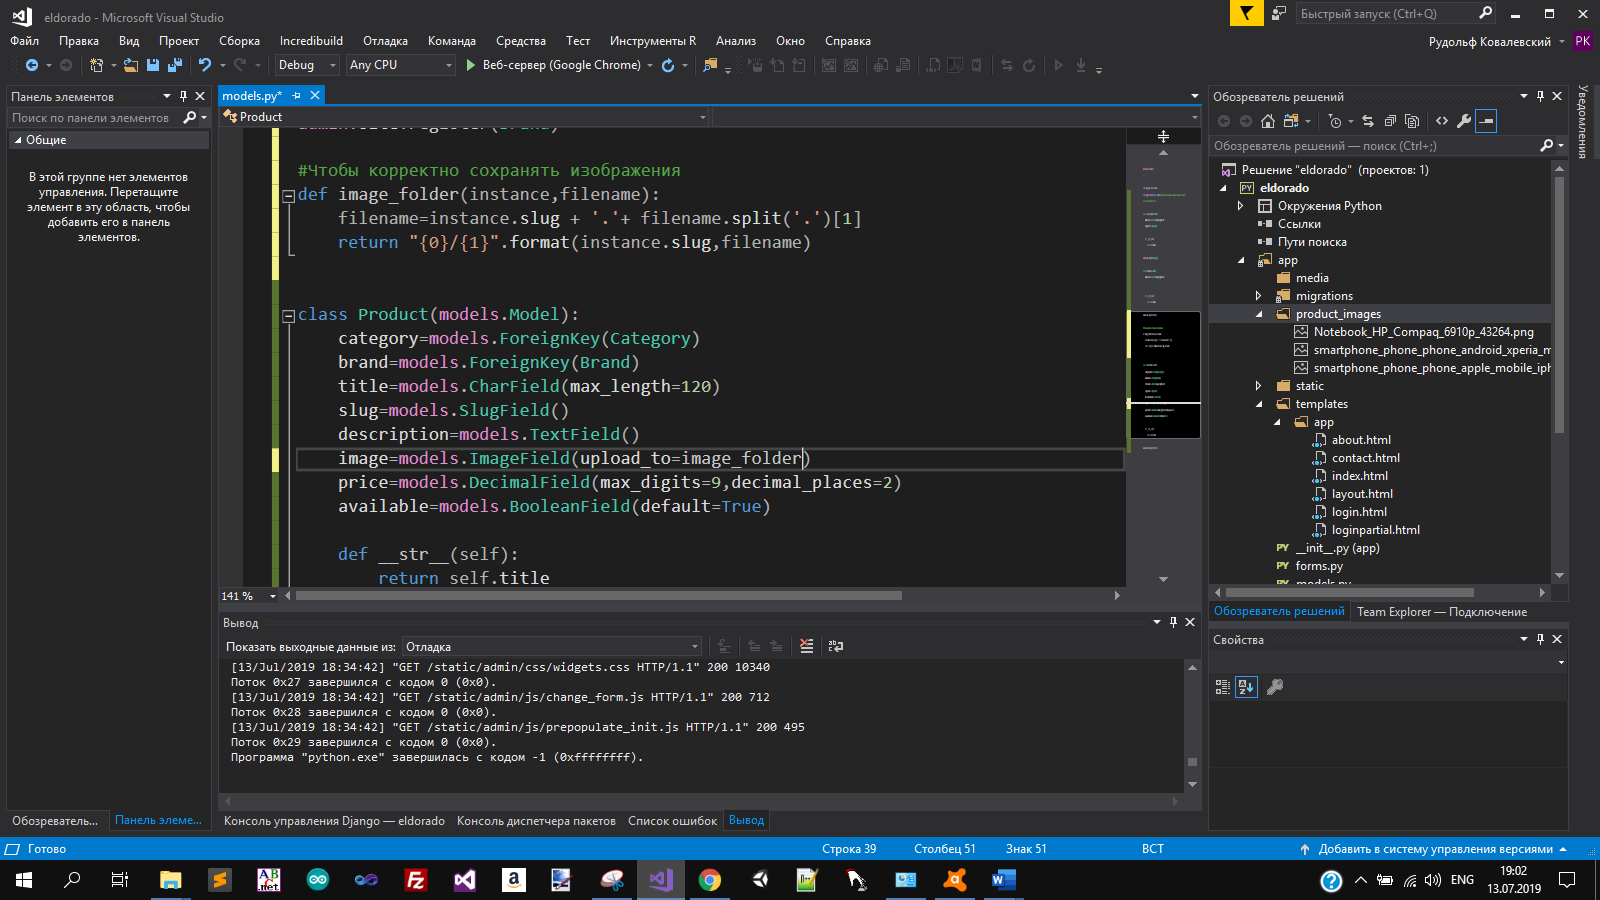 eldorado - Microsoft Visual Studio
Быстрый запуск (Ctrl+Q)
Файл Правка Вид Проект Сборка Incredibuild Отладка Команда Средства Тест Инструменты R Анализ Окно Справка
Рудольф Ковалевский РК
Debug Any CPU Веб-сервер (Google Chrome)
Панель элементов
Поиск по панели элементов
Общие
В этой группе нет элементов
управления. Перетащите
элемент в эту область, чтобы
добавить его в панель
элементов.
models.py*
Product
#Чтобы корректно сохранять изображения
def image_folder(instance,filename):
filename=instance.slug + '.'+ filename.split('.')[1]
return "{0}/{1}".format(instance.slug,filename)
class Product(models.Model):
category=models.ForeignKey(Category)
brand=models.ForeignKey(Brand)
title=models.CharField(max_length=120)
slug=models.SlugField()
description=models.TextField()
image=models.ImageField(upload_to=image_folder)
price=models.DecimalField(max_digits=9,decimal_places=2)
available=models.BooleanField(default=True)
def __str__(self):
return self.title
141 %
Вывод
Показать выходные данные из: Отладка
[13/Jul/2019 18:34:42] "GET /static/admin/css/widgets.css HTTP/1.1" 200 10340
Поток 0x27 завершился с кодом 0 (0x0).
[13/Jul/2019 18:34:42] "GET /static/admin/js/change_form.js HTTP/1.1" 200 712
Поток 0x28 завершился с кодом 0 (0x0).
[13/Jul/2019 18:34:42] "GET /static/admin/js/prepopulate_init.js HTTP/1.1" 200 495
Поток 0x29 завершился с кодом 0 (0x0).
Программа "python.exe" завершилась с кодом -1 (0xffffffff).
Обозреватель решений
Обозреватель решений — поиск (Ctrl+;)
Решение "eldorado" (проектов: 1)
eldorado
Окружения Python
Ссылки
Пути поиска
app
media
migrations
product_images
Notebook_HP_Compaq_6910p_43264.png
smartphone_phone_phone_android_xperia_m
smartphone_phone_phone_apple_mobile_iph
static
templates
app
about.html
contact.html
index.html
layout.html
login.html
loginpartial.html
__init__.py (app)
forms.py
models.py
Обозреватель решений Team Explorer — Подключение
Свойства
Уведомления
Обозреватель... Панель элеме...
Консоль управления Django — eldorado Консоль диспетчера пакетов Список ошибок Вывод
Готово Строка 39 Столбец 51 Знак 51 ВСТ Добавить в систему управления версиями
ENG
19:02
13.07.2019